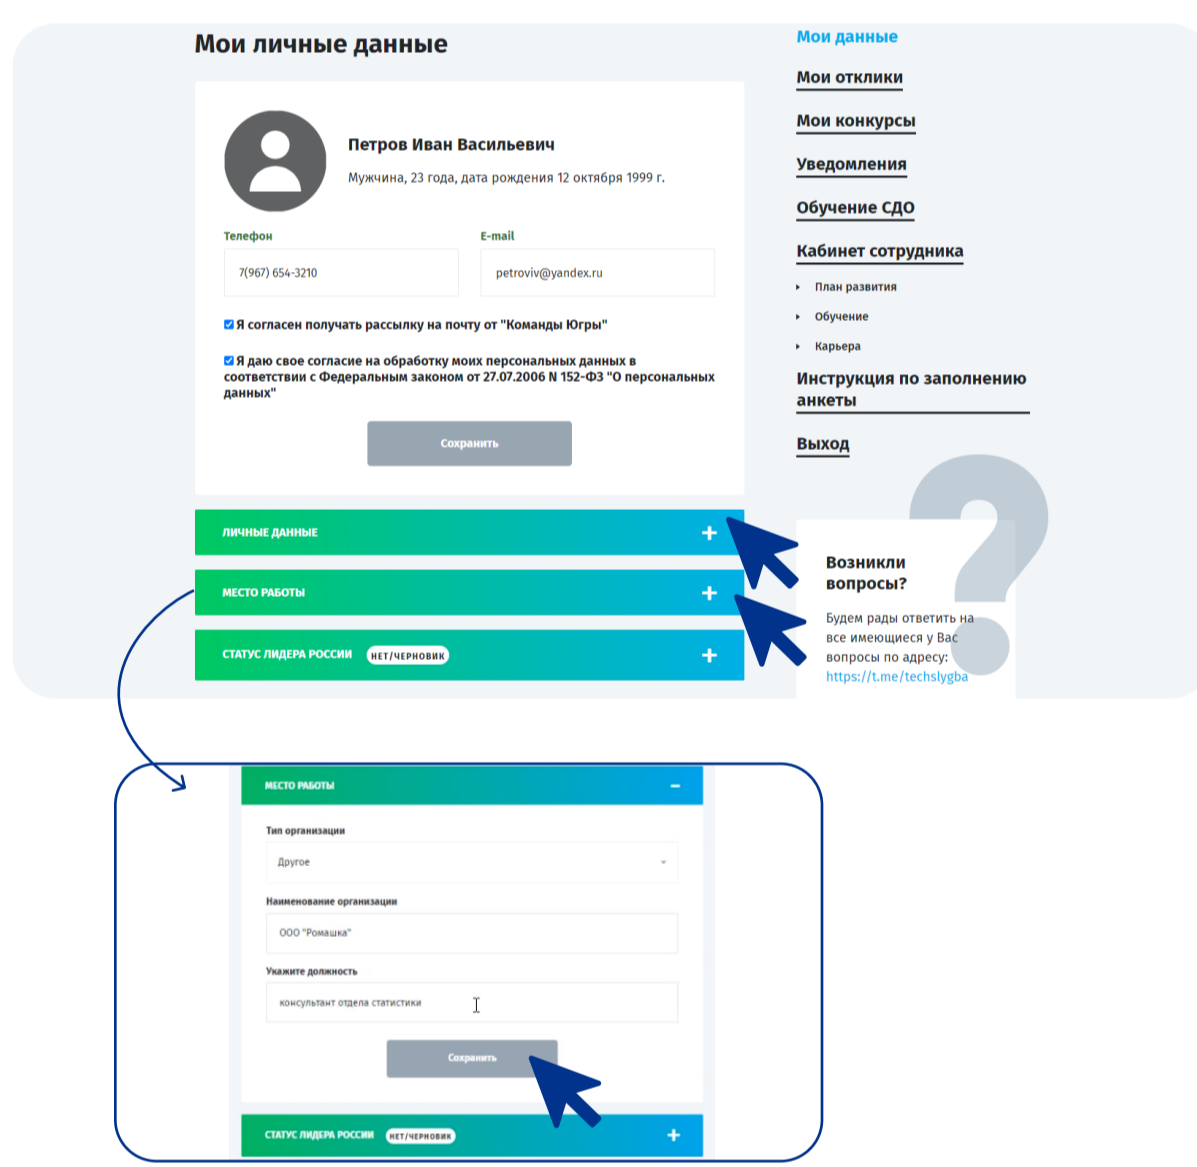 Мои личные данные
Петров Иван Васильевич
Мужчина, 23 года, дата рождения 12 октября 1999 г.
Телефон
E-mail
7(967) 654-3210
petroviv@yandex.ru
Я согласен получать рассылку на почту от "Команды Югры"
Я даю свое согласие на обработку моих персональных данных в
соответствии с Федеральным законом от 27.07.2006 N 152-ФЗ "О персональных
данных"
Сохранить
ЛИЧНЫЕ ДАННЫЕ
+
МЕСТО РАБОТЫ
+
СТАТУС ЛИДЕРА РОССИИ
НЕТ/ЧЕРНОВИК
+
Мои данные
Мои отклики
Мои конкурсы
Уведомления
Обучение СДО
Кабинет сотрудника
План развития
Обучение
Карьера
Инструкция по заполнению
анкеты
Выход
?
Возникли
вопросы?
Будем рады ответить на
все имеющиеся у Вас
вопросы по адресу:
https://t.me/techslygba
МЕСТО РАБОТЫ
−
Тип организации
Другое
Наименование организации
ООО "Ромашка"
Укажите должность
консультант отдела статистики
Сохранить
СТАТУС ЛИДЕРА РОССИИ
НЕТ/ЧЕРНОВИК
+